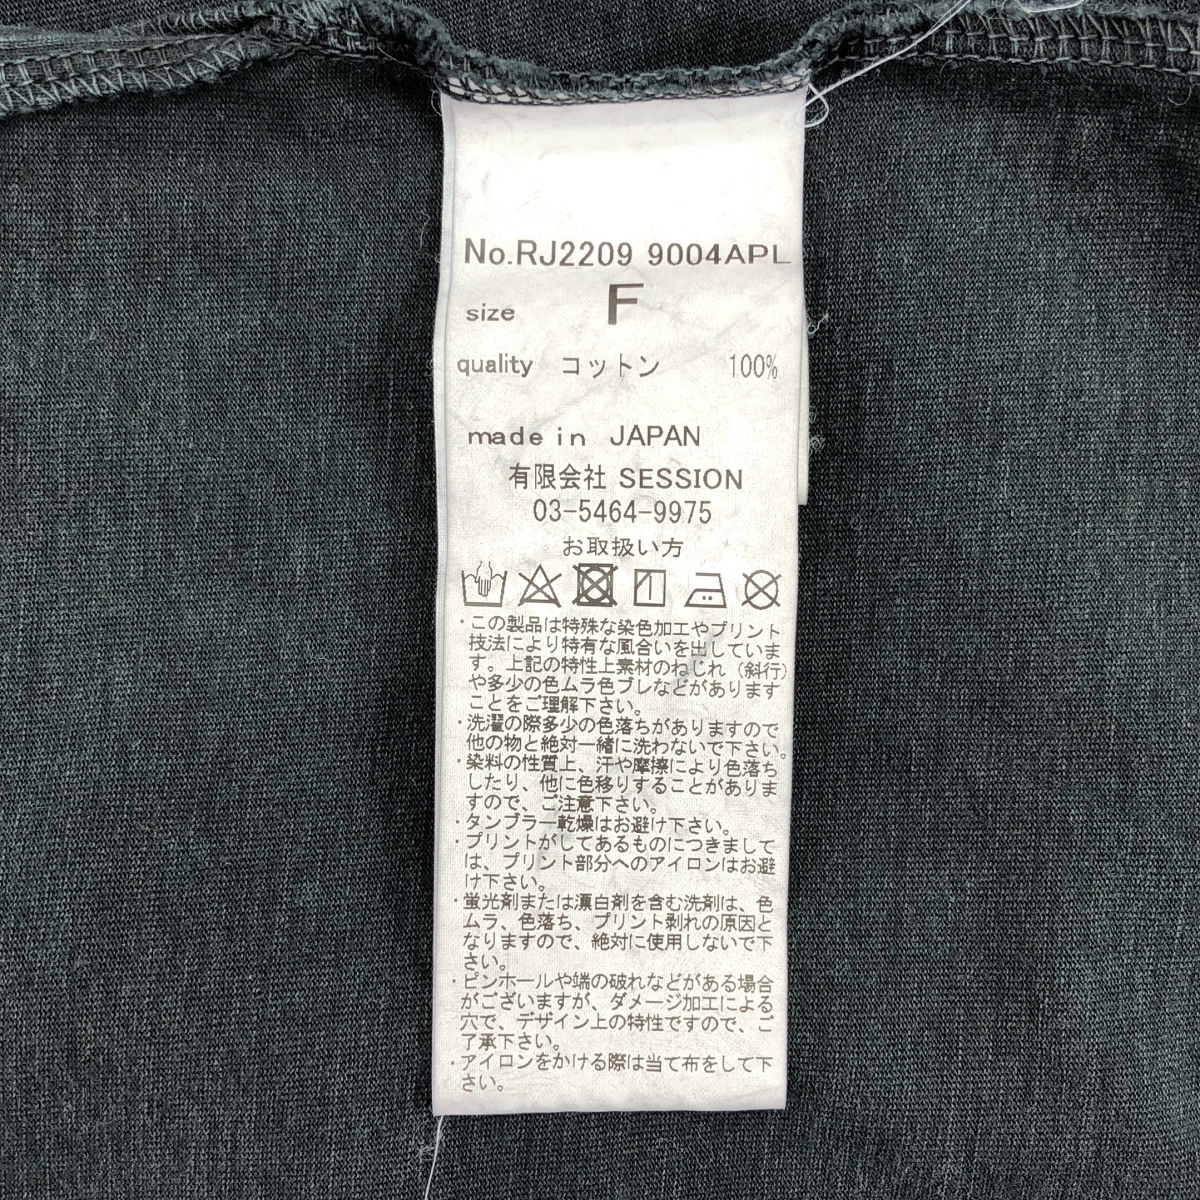 No.RJ2209 9004APL
size F
quality コットン 100%
made in JAPAN
有限会社 SESSION
03-5464-9975
お取扱い方
・この製品は特殊な染色加工やプリント
技法により特有な風合いを出していま
す。上記の特性上素材のねじれ（斜行）
や多少の色ムラ色ブレなどがあります
ことをご理解下さい。
・洗濯の際多少の色落ちがありますので
他の物と絶対一緒に洗わないで下さい。
・染料の性質上、汗や摩擦により色落ち
したり、他に色移りすることがありま
すので、ご注意下さい。
・タンブラー乾燥はお避け下さい。
・プリントがしてあるものにつきまして
は、プリント部分へのアイロンはお避
け下さい。
・蛍光剤または漂白剤を含む洗剤は、色
ムラ、色落ち、プリント剥れの原因と
なりますので、絶対に使用しないで下
さい。
・ピンホールや端の破れなどがある場合
がございますが、ダメージ加工による
穴で、デザイン上の特性ですので、ご
了承下さい。
・アイロンをかける際は当て布をして下
さい。